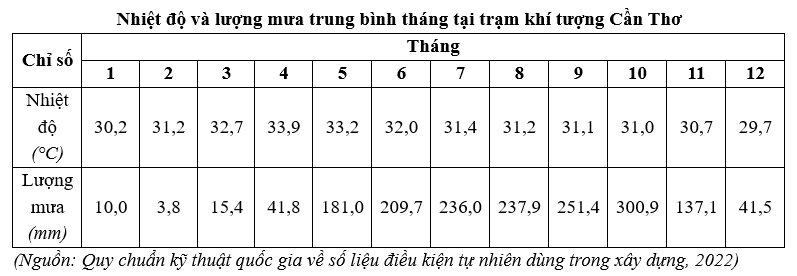 Nhiệt độ và lượng mưa trung bình tháng tại trạm khí tượng Cần Thơ
Chỉ số Tháng
1 2 3 4 5 6 7 8 9 10 11 12
Nhiệt
độ
(°C) 30,2 31,2 32,7 33,9 33,2 32,0 31,4 31,2 31,1 31,0 30,7 29,7
Lượng
mưa
(mm) 10,0 3,8 15,4 41,8 181,0 209,7 236,0 237,9 251,4 300,9 137,1 41,5
(Nguồn: Quy chuẩn kỹ thuật quốc gia về số liệu điều kiện tự nhiên dùng trong xây dựng, 2022)